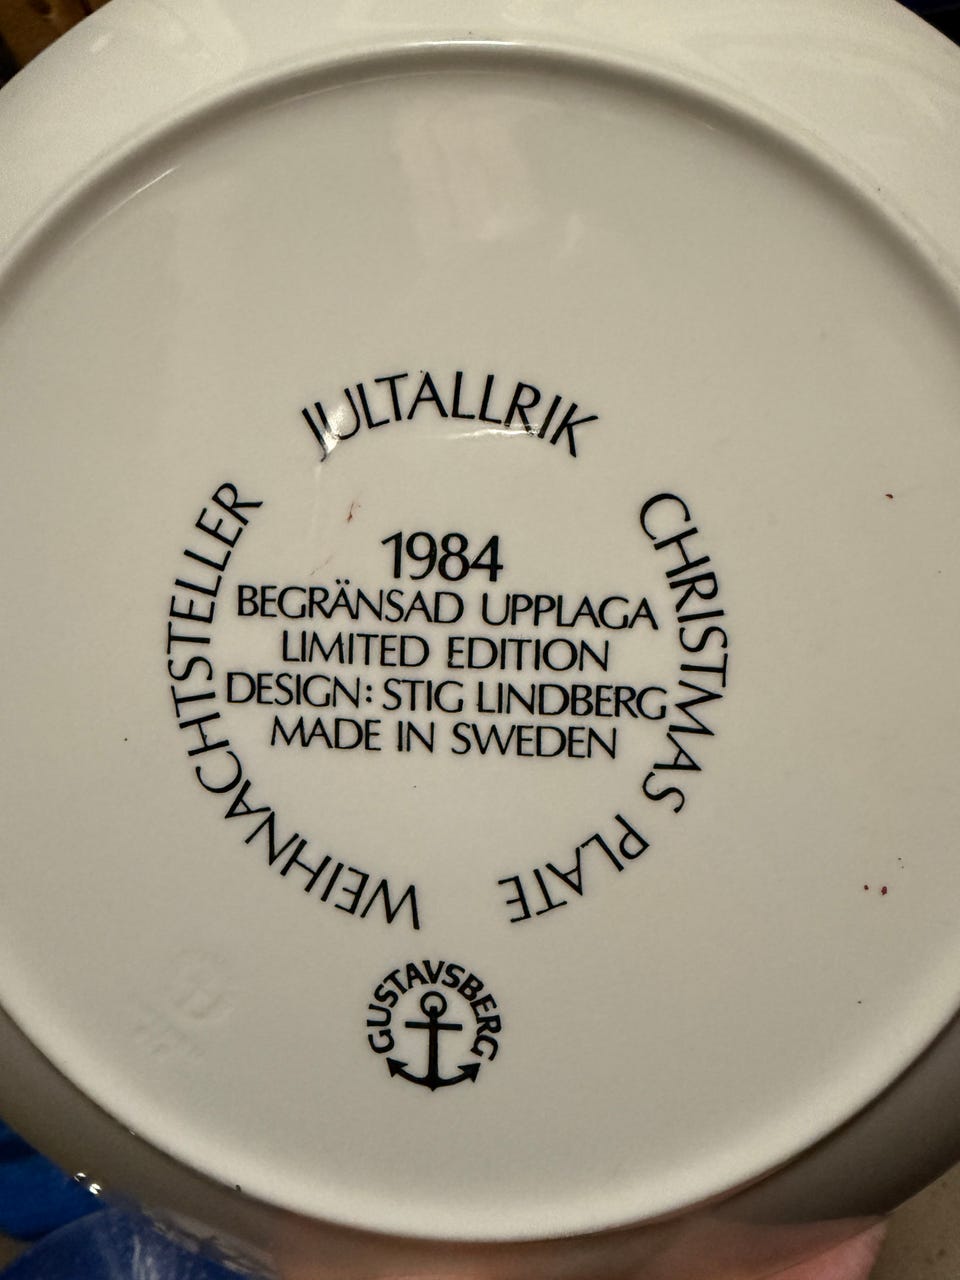 JULTALLRIK
CHRISTMAS PLATE
WEIHNACHTSTELLER
1984
BEGRÄNSAD UPPLAGA
LIMITED EDITION
DESIGN: STIG LINDBERG
MADE IN SWEDEN
GUSTAVSBERG